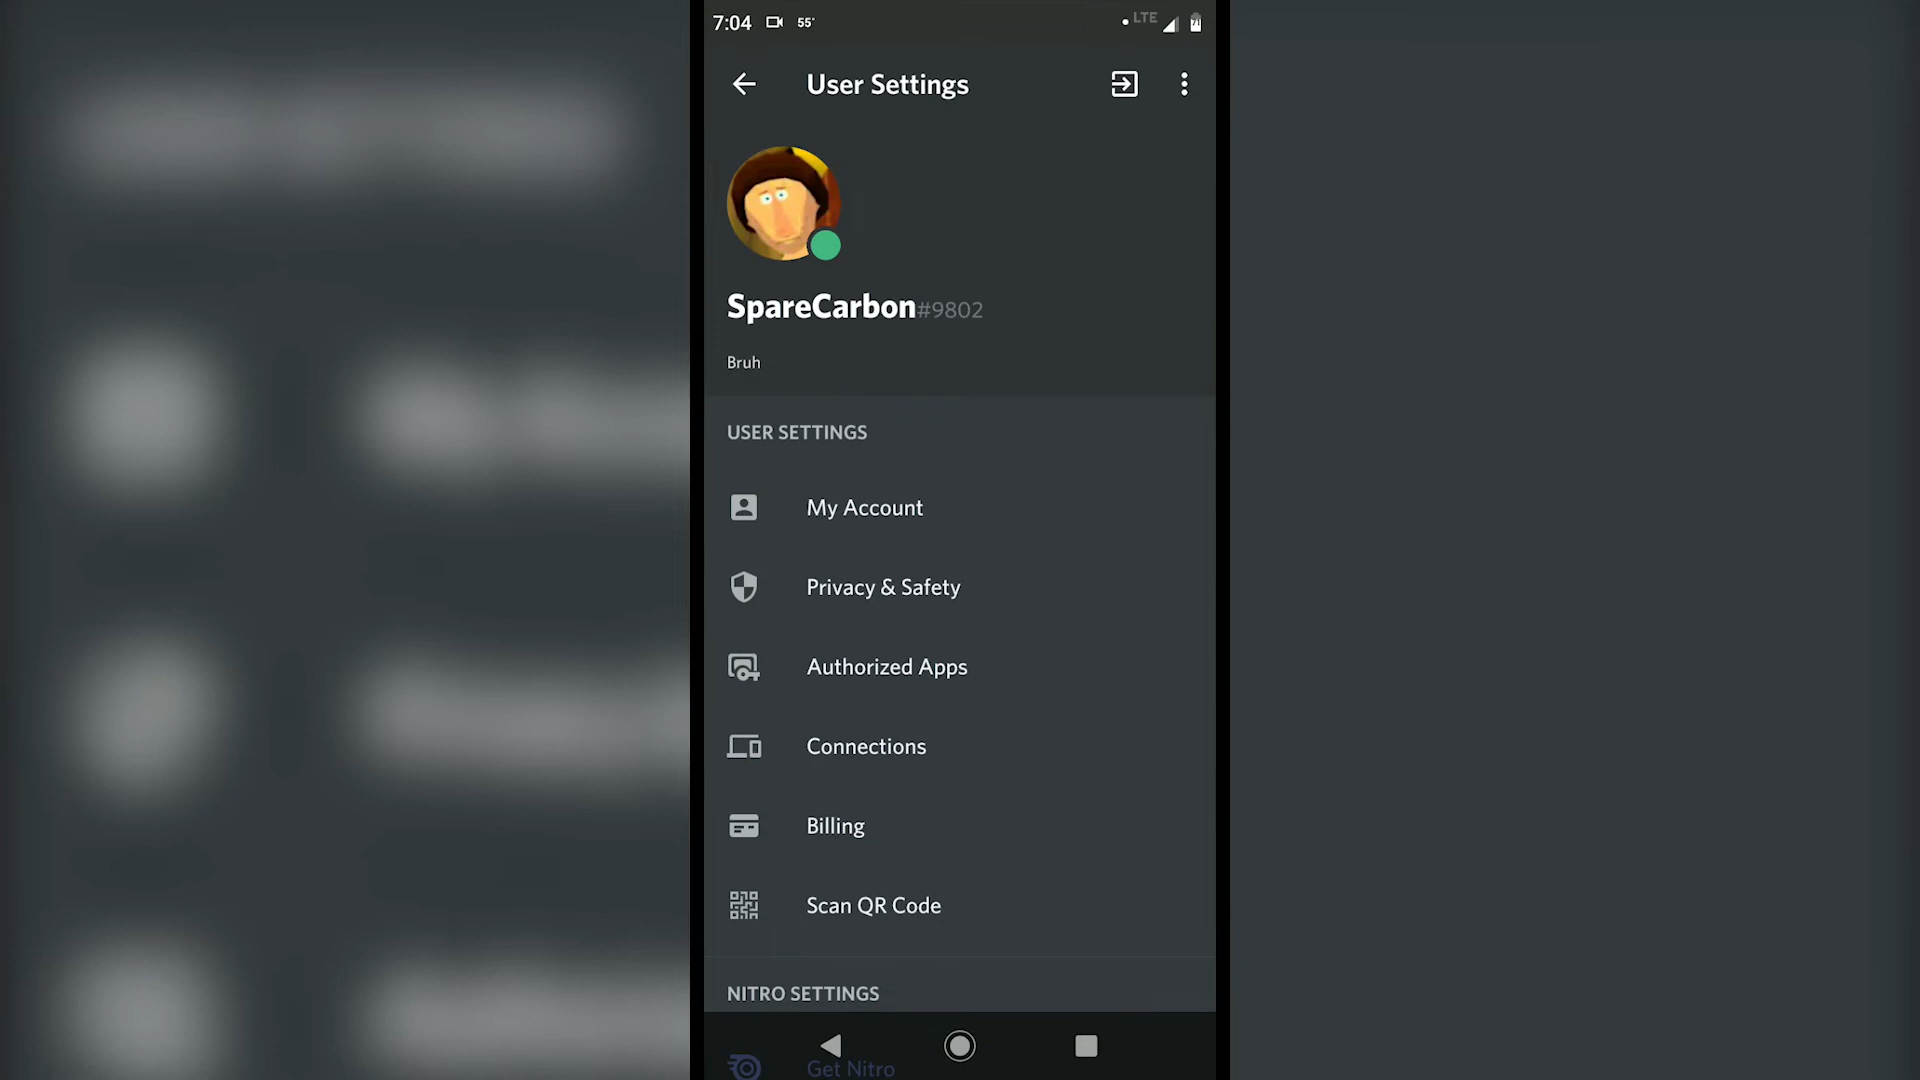 7:04 55° LTE
User Settings
SpareCarbon#9802
Bruh
USER SETTINGS
My Account
Privacy & Safety
Authorized Apps
Connections
Billing
Scan QR Code
NITRO SETTINGS
Get Nitro